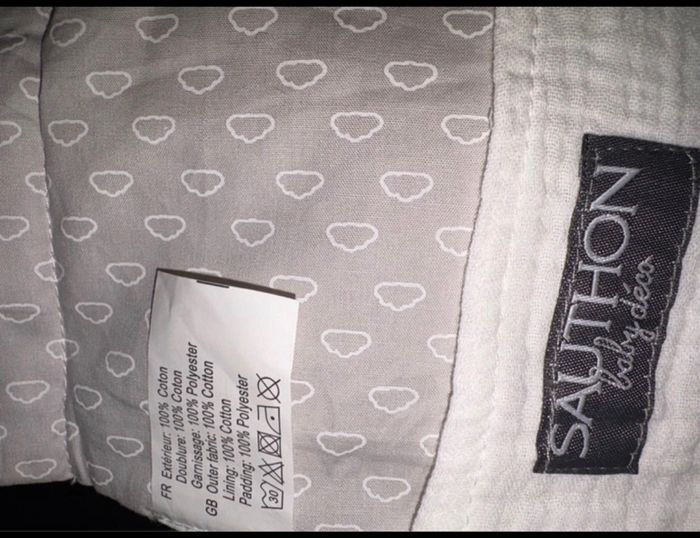 FR Extérieur: 100% Coton
Doublure: 100% Coton
Garnissage: 100% Polyester
GB Outer fabric: 100% Cotton
Lining: 100% Cotton
Padding: 100% Polyester
30
SAUTHON
baby déco